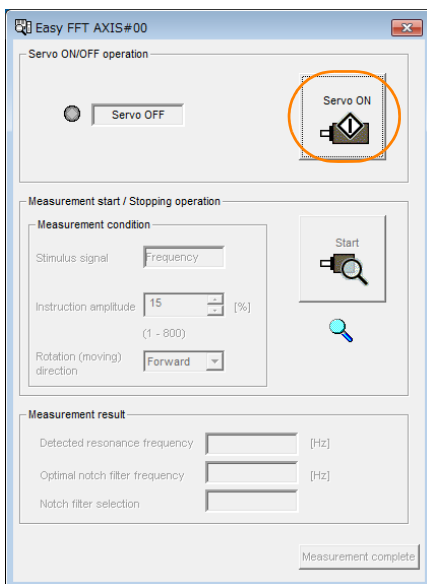 Easy FFT AXIS#00
Servo ON/OFF operation
Servo OFF
Servo ON
Measurement start / Stopping operation
Measurement condition
Stimulus signal Frequency
Start
Instruction amplitude 15 [%]
(1 - 800)
Rotation (moving)
direction
Forward
Measurement result
Detected resonance frequency [Hz]
Optimal notch filter frequency [Hz]
Notch filter selection
Measurement complete